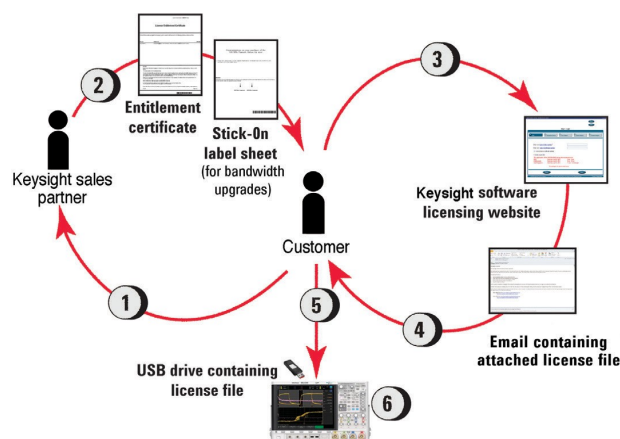 2
3
Entitlement
certificate
Stick-On
label sheet
(for bandwidth
upgrades)
Keysight sales
partner
Keysight software
licensing website
Customer
1
5
4
Email containing
attached license file
USB drive containing
license file
6